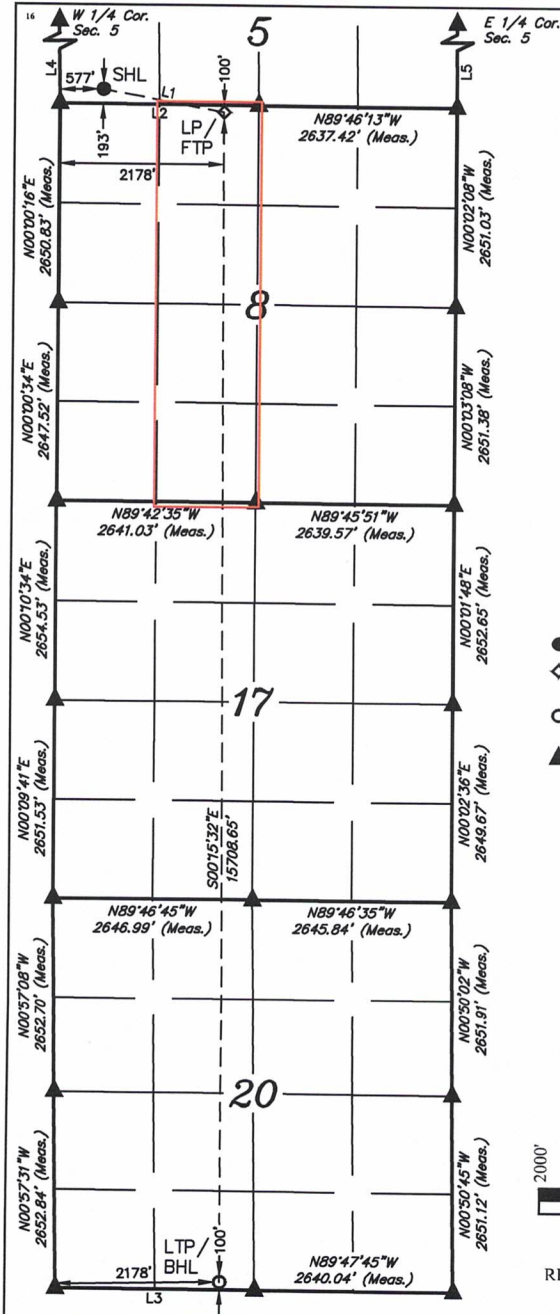 16
W 1/4 Cor.
Sec. 5
5
E 1/4 Cor.
Sec. 5
L4
L5
577'
SHL
100'
L1
L2
193'
LP/
FTP
N89°46'13"W
2637.42' (Meas.)
2178'
N00°00'16"E
2650.83' (Meas.)
N00°02'08"W
2651.03' (Meas.)
8
N00°00'34"E
2647.52' (Meas.)
N00°03'08"W
2651.38' (Meas.)
N89°42'35"W
2641.03' (Meas.)
N89°45'51"W
2639.57' (Meas.)
N00°10'34"E
2654.53' (Meas.)
N00°01'48"E
2652.65' (Meas.)
17
N00°09'41"E
2651.53' (Meas.)
S00°15'32"E
15708.65'
N00°02'36"E
2649.67' (Meas.)
N89°46'45"W
2646.99' (Meas.)
N89°46'35"W
2645.84' (Meas.)
N00°57'08"W
2652.70' (Meas.)
N00°50'02"W
2651.91' (Meas.)
20
N00°57'31"W
2652.84' (Meas.)
N00°50'45"W
2651.12' (Meas.)
2000'
LTP/
BHL
100'
2178'
L3
N89°47'45"W
2640.04' (Meas.)